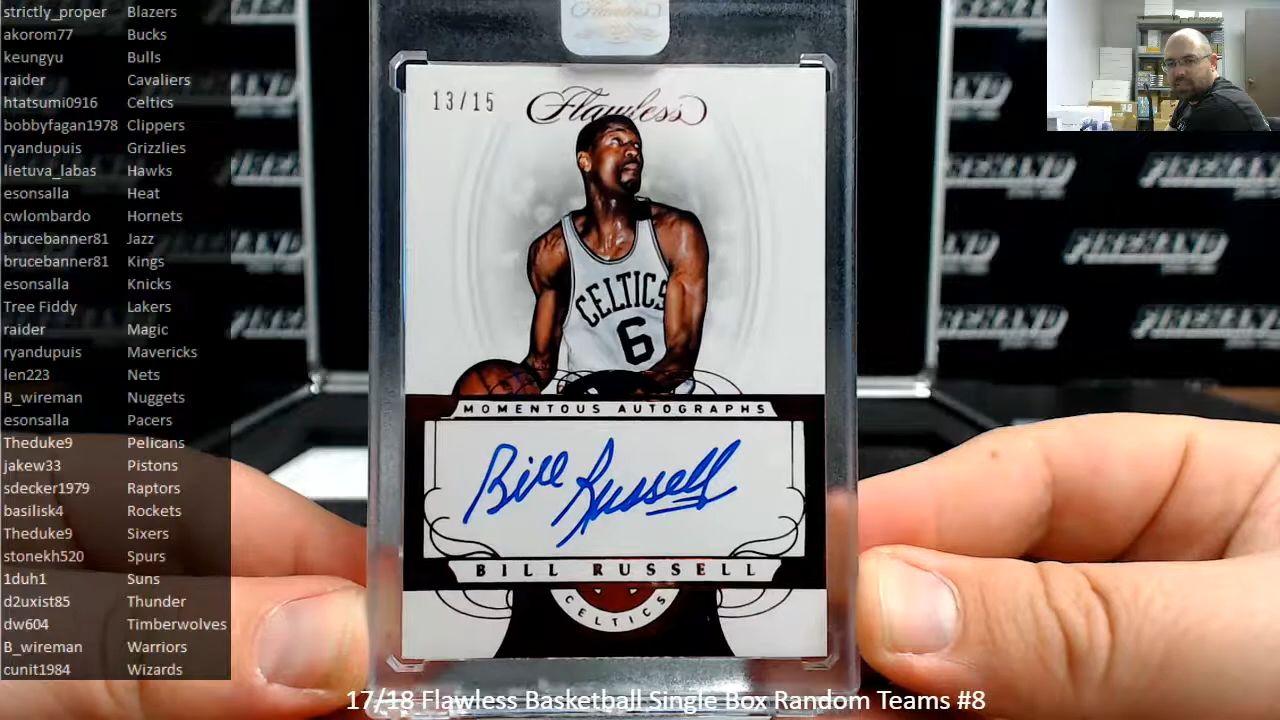 strictly_proper Blazers
akorom77 Bucks
keungyu Bulls
raider Cavaliers
htatsumi0916 Celtics
bobbyfagan1978 Clippers
ryandupuis Grizzlies
lietuva_labas Hawks
esonsalla Heat
cwlombardo Hornets
brucebanner81 Jazz
brucebanner81 Kings
esonsalla Knicks
Tree Fiddy Lakers
raider Magic
ryandupuis Mavericks
len223 Nets
B_wireman Nuggets
esonsalla Pacers
Theduke9 Pelicans
jakew33 Pistons
sdecker1979 Raptors
basilisk4 Rockets
Theduke9 Sixers
stonekh520 Spurs
1duh1 Suns
d2uxist85 Thunder
dw604 Timberwolves
B_wireman Warriors
cunit1984 Wizards
Flawless
13/15 Flawless
CELTICS
6
MOMENTOUS AUTOGRAPHS
Bill Russell
BILL RUSSELL
CELTICS
17/18 Flawless Basketball Single Box Random Teams #8